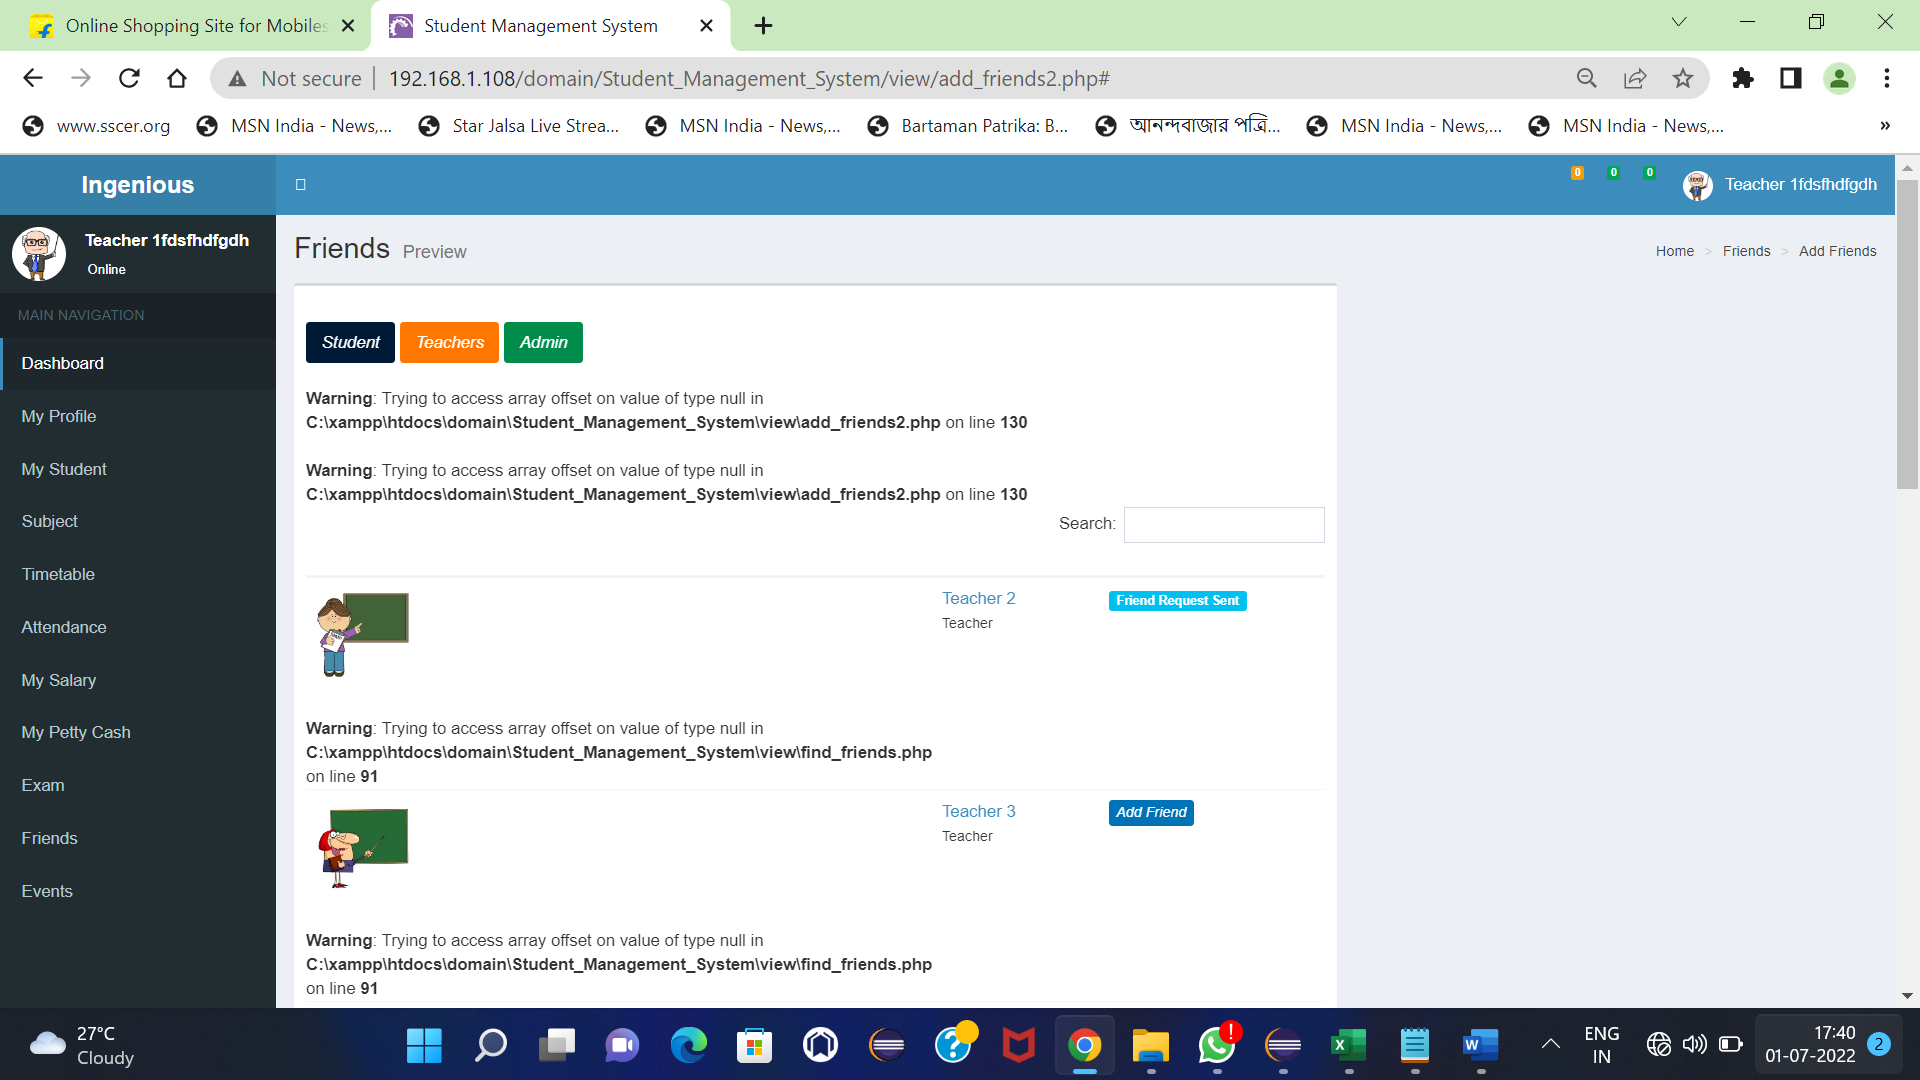 Online Shopping Site for Mobiles
Student Management System
Not secure
192.168.1.108/domain/Student_Management_System/view/add_friends2.php#
www.sscer.org
MSN India - News,...
Star Jalsa Live Strea...
MSN India - News,...
Bartaman Patrika: B...
আনন্দবাজার পত্রি...
MSN India - News,...
MSN India - News,...
»
Ingenious
0
0
0
Teacher 1fdsfhdfgdh
Teacher 1fdsfhdfgdh
Online
Friends Preview
Home > Friends > Add Friends
MAIN NAVIGATION
Dashboard
My Profile
My Student
Subject
Timetable
Attendance
My Salary
My Petty Cash
Exam
Friends
Events
Student
Teachers
Admin
Warning: Trying to access array offset on value of type null in
C:\xampp\htdocs\domain\Student_Management_System\view\add_friends2.php on line 130
Warning: Trying to access array offset on value of type null in
C:\xampp\htdocs\domain\Student_Management_System\view\add_friends2.php on line 130
Search:
Teacher 2
Teacher
Friend Request Sent
Warning: Trying to access array offset on value of type null in
C:\xampp\htdocs\domain\Student_Management_System\view\find_friends.php
on line 91
Teacher 3
Teacher
Add Friend
Warning: Trying to access array offset on value of type null in
C:\xampp\htdocs\domain\Student_Management_System\view\find_friends.php
on line 91
27°C
Cloudy
ENG
IN
17:40
01-07-2022
2